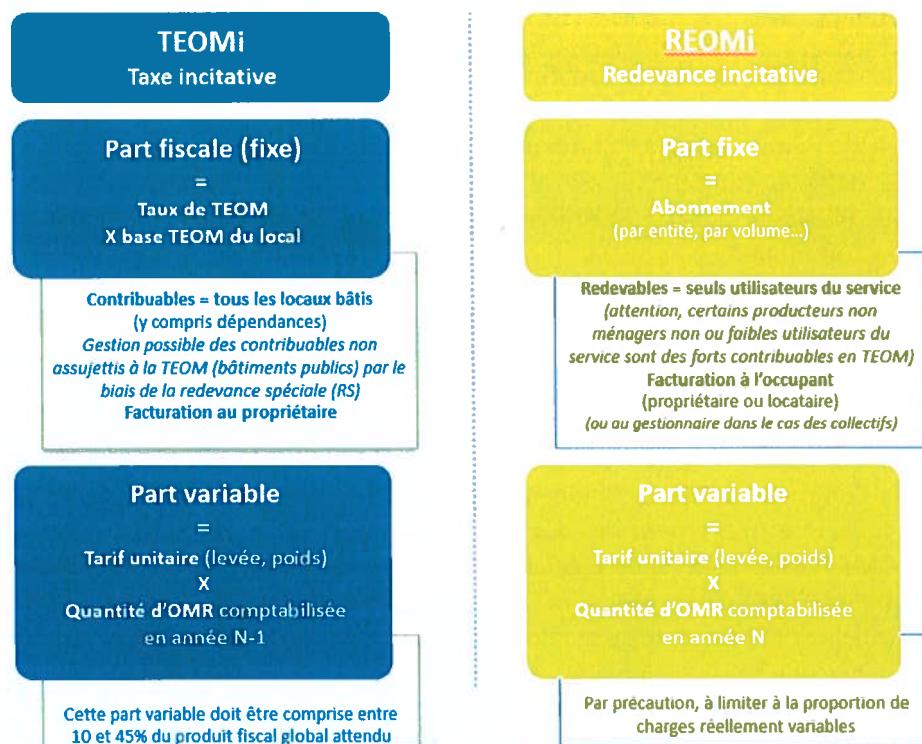 TEOMi
Taxe incitative
Part fiscale (fixe)
=
Taux de TEOM
X base TEOM du local
Contribuables = tous les locaux bâtis
(y compris dépendances)
Gestion possible des contribuables non
assujettis à la TEOM (bâtiments publics) par le
biais de la redevance spéciale (RS)
Facturation au propriétaire
Part variable
=
Tarif unitaire (levée, poids)
X
Quantité d'OMR comptabilisée
en année N-1
Cette part variable doit être comprise entre
10 et 45% du produit fiscal global attendu
REOMi
Redevance incitative
Part fixe
=
Abonnement
(par entité, par volume...)
Redevables = seuls utilisateurs du service
(attention, certains producteurs non
ménagers non ou faibles utilisateurs du
service sont des forts contribuables en TEOM)
Facturation à l'occupant
(propriétaire ou locataire)
(ou au gestionnaire dans le cas des collectifs)
Part variable
=
Tarif unitaire (levée, poids)
X
Quantité d'OMR comptabilisée
en année N
Par précaution, à limiter à la proportion de
charges réellement variables